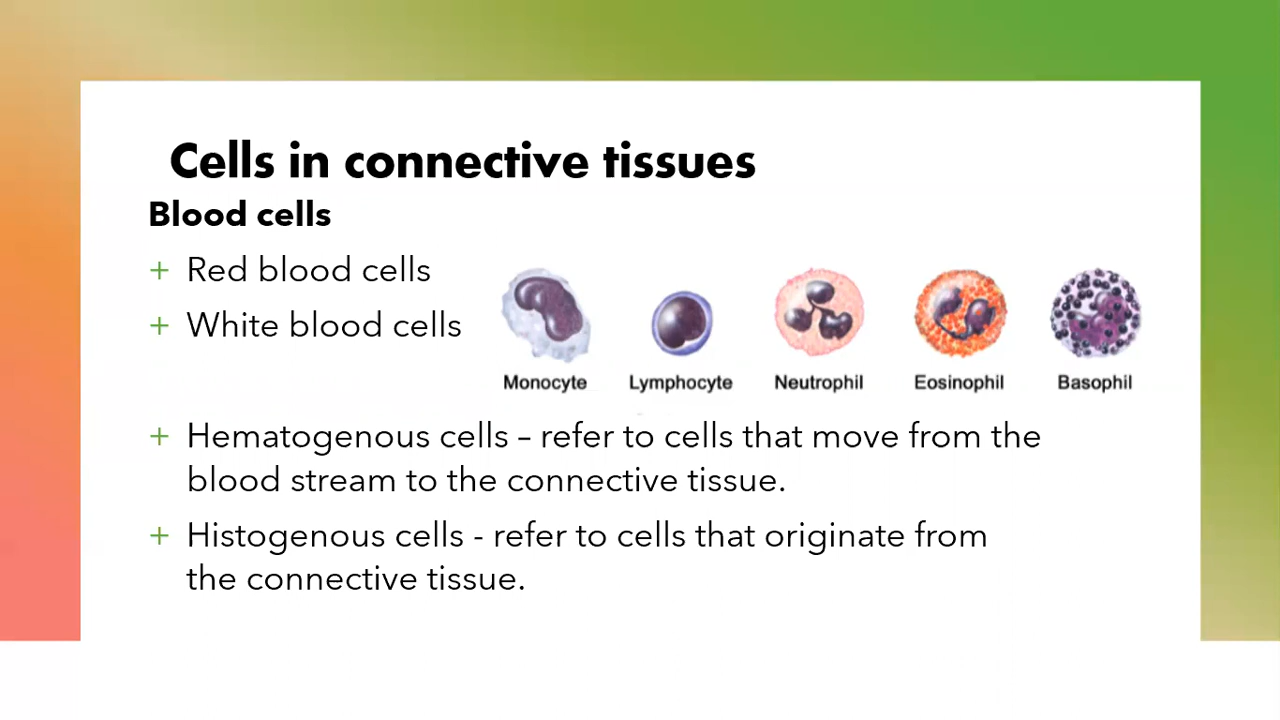 Cells in connective tissues
Blood cells
+ Red blood cells
+ White blood cells
Monocyte Lymphocyte Neutrophil Eosinophil Basophil
+ Hematogenous cells – refer to cells that move from the
blood stream to the connective tissue.
+ Histogenous cells - refer to cells that originate from
the connective tissue.